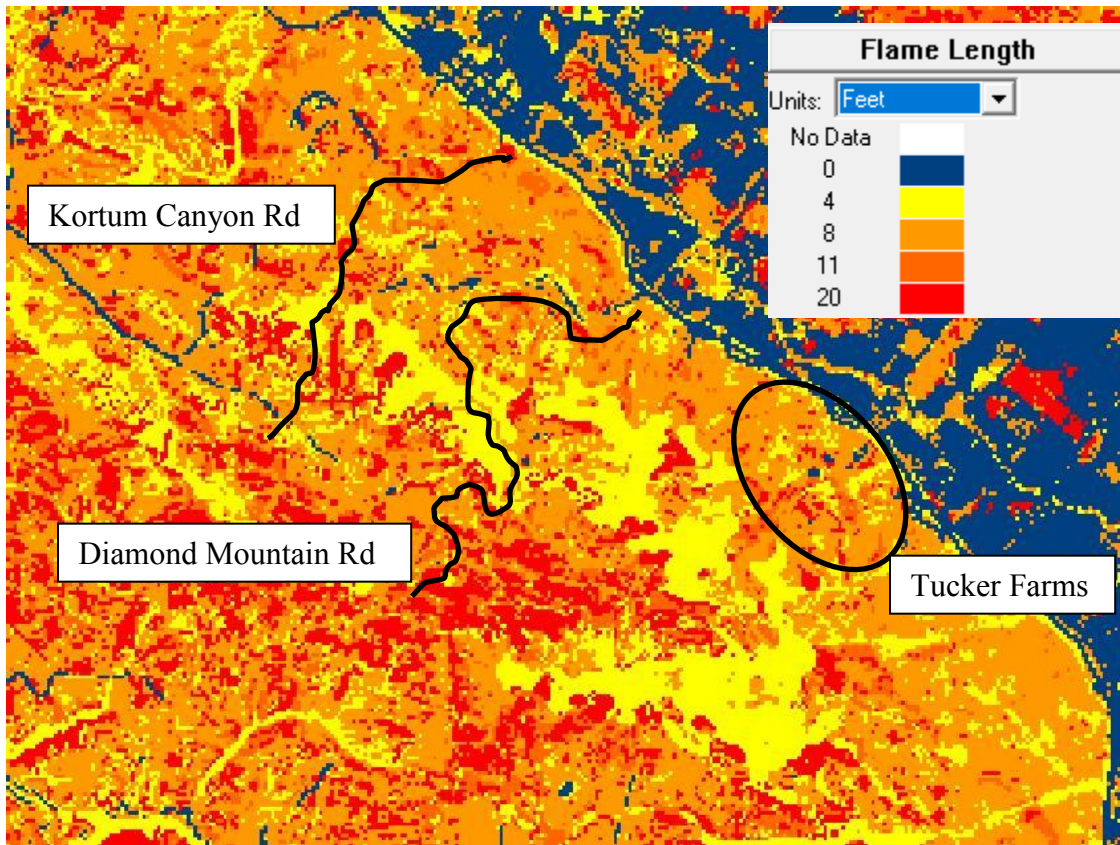 Flame Length
Units: Feet
No Data
0
4
8
11
20
Kortum Canyon Rd
Diamond Mountain Rd
Tucker Farms